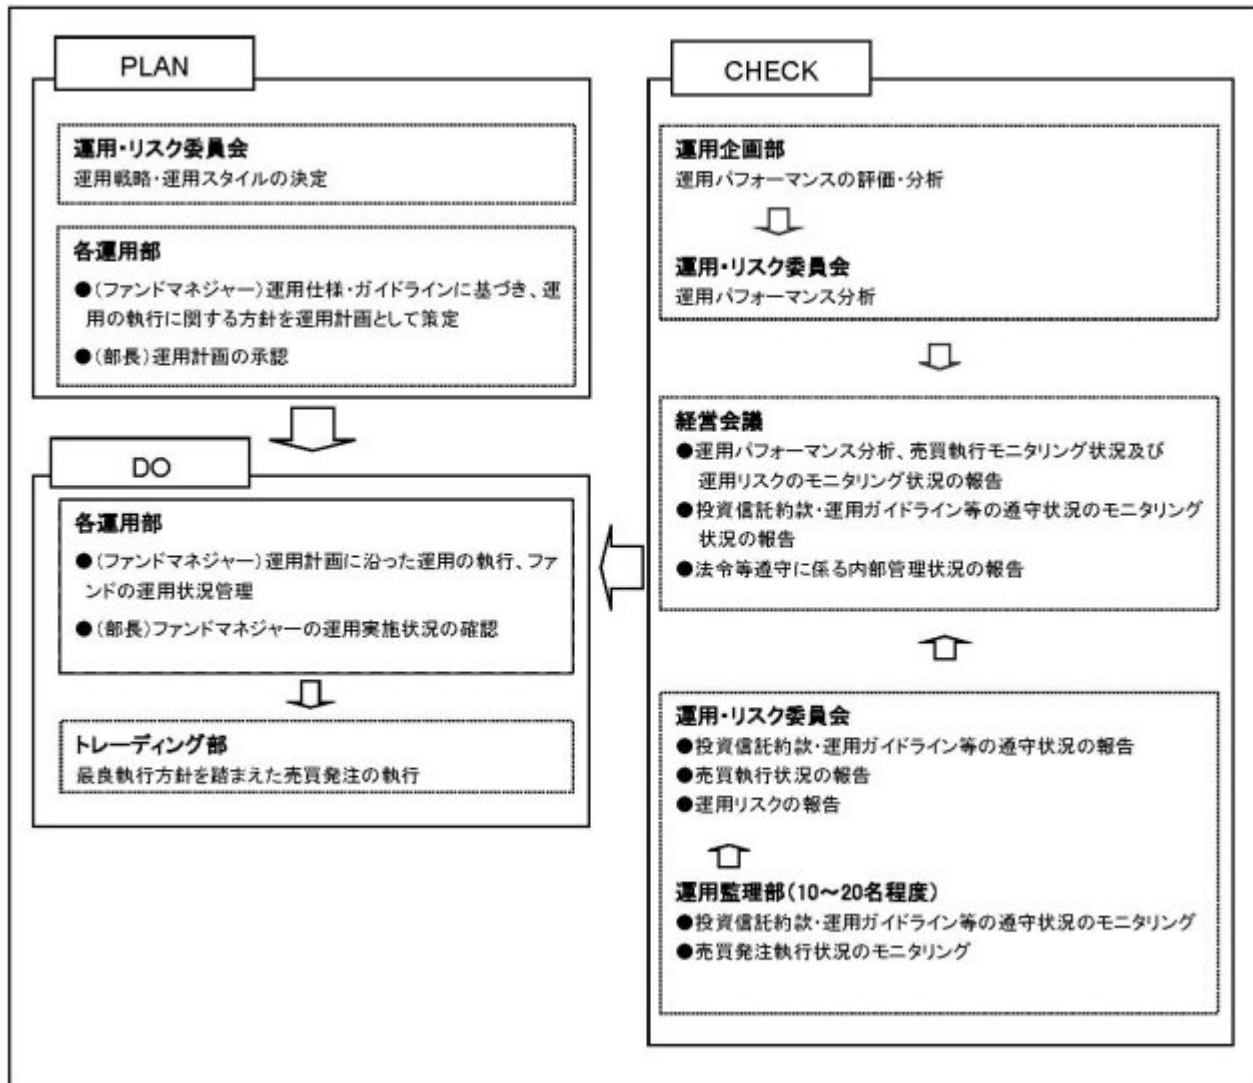 PLAN
運用・リスク委員会
運用戦略・運用スタイルの決定
各運用部
●(ファンドマネジャー)運用仕様・ガイドラインに基づき、運
用の執行に関する方針を運用計画として策定
●(部長)運用計画の承認
DO
各運用部
●(ファンドマネジャー)運用計画に沿った運用の執行、ファ
ンドの運用状況管理
●(部長)ファンドマネジャーの運用実施状況の確認
トレーディング部
最良執行方針を踏まえた売買発注の執行
CHECK
運用企画部
運用パフォーマンスの評価・分析
運用・リスク委員会
運用パフォーマンス分析
経営会議
●運用パフォーマンス分析、売買執行モニタリング状況及び
運用リスクのモニタリング状況の報告
●投資信託約款・運用ガイドライン等の遵守状況のモニタリング
状況の報告
●法令等遵守に係る内部管理状況の報告
運用・リスク委員会
●投資信託約款・運用ガイドライン等の遵守状況の報告
●売買執行状況の報告
●運用リスクの報告
運用監理部(10~20名程度)
●投資信託約款・運用ガイドライン等の遵守状況のモニタリング
●売買発注執行状況のモニタリング